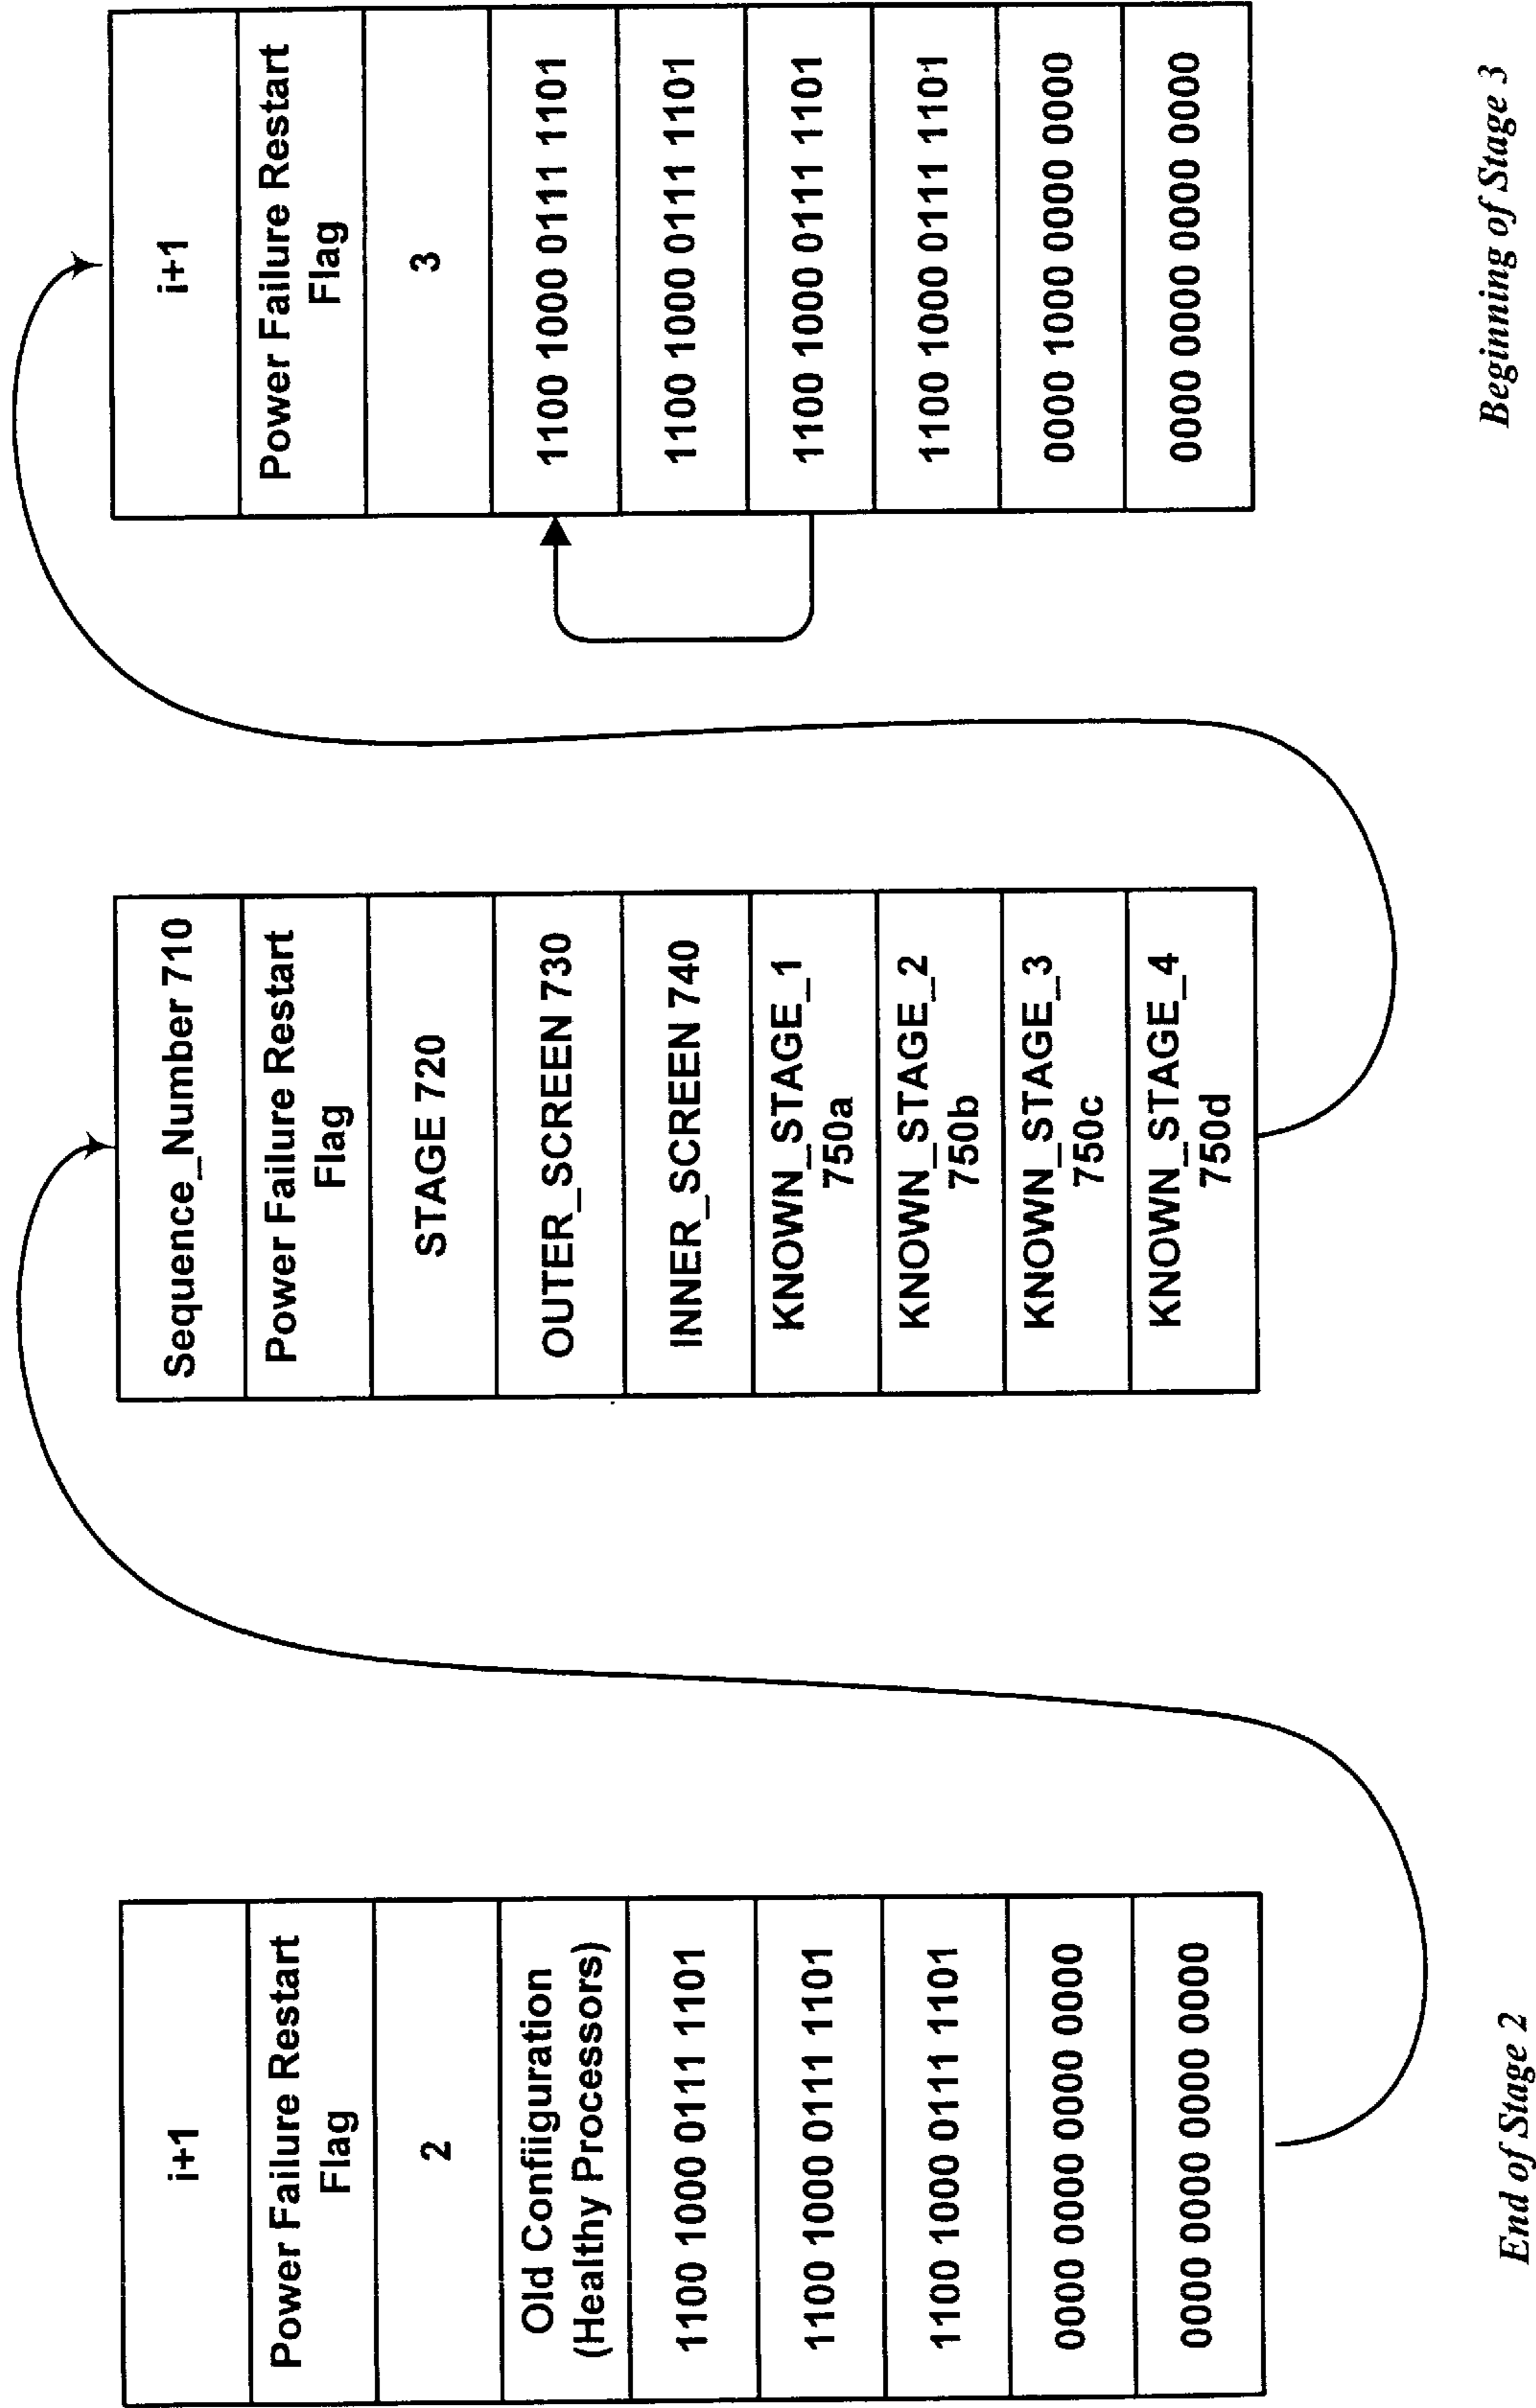 i+1
Power Failure Restart
Flag
2
Old Confiiguration
(Healthy Processors)
1100 1000 0111 1101
1100 1000 0111 1101
1100 1000 0111 1101
0000 0000 0000 0000
0000 0000 0000 0000
End of Stage 2
Sequence_Number 710
Power Failure Restart
Flag
STAGE 720
OUTER_SCREEN 730
INNER_SCREEN 740
KNOWN_STAGE_1
750a
KNOWN_STAGE_2
750b
KNOWN_STAGE_3
750c
KNOWN_STAGE_4
750d
i+1
Power Failure Restart
Flag
3
1100 1000 0111 1101
1100 1000 0111 1101
1100 1000 0111 1101
1100 1000 0111 1101
0000 1000 0000 0000
0000 0000 0000 0000
Beginning of Stage 3